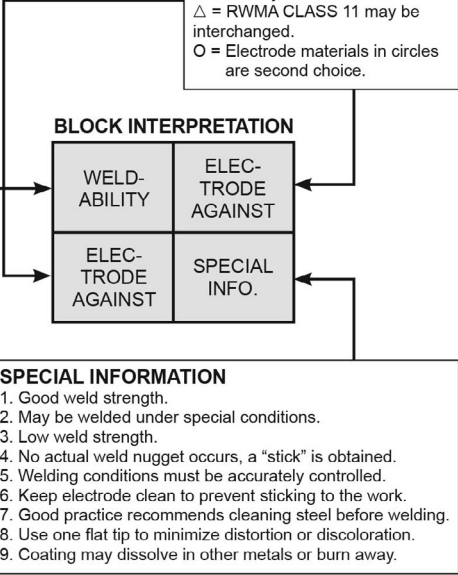 △ = RWMA CLASS 11 may be
interchanged.
O = Electrode materials in circles
are second choice.
BLOCK INTERPRETATION
WELD-
ABILITY
ELEC-
TRODE
AGAINST
ELEC-
TRODE
AGAINST
SPECIAL
INFO.
SPECIAL INFORMATION
1. Good weld strength.
2. May be welded under special conditions.
3. Low weld strength.
4. No actual weld nugget occurs, a “stick” is obtained.
5. Welding conditions must be accurately controlled.
6. Keep electrode clean to prevent sticking to the work.
7. Good practice recommends cleaning steel before welding.
8. Use one flat tip to minimize distortion or discoloration.
9. Coating may dissolve in other metals or burn away.